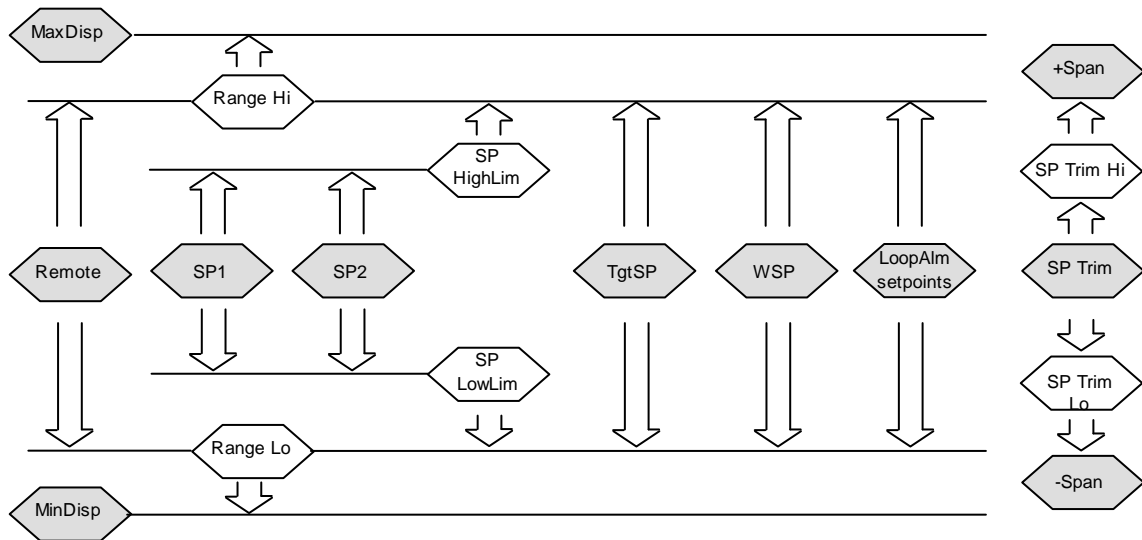 MaxDisp
+Span
Range Hi
SP
HighLim
SP Trim Hi
Remote
SP1
SP2
TgtSP
WSP
LoopAlm
setpoints
SP Trim
SP
LowLim
SP Trim
Lo
Range Lo
-Span
MinDisp